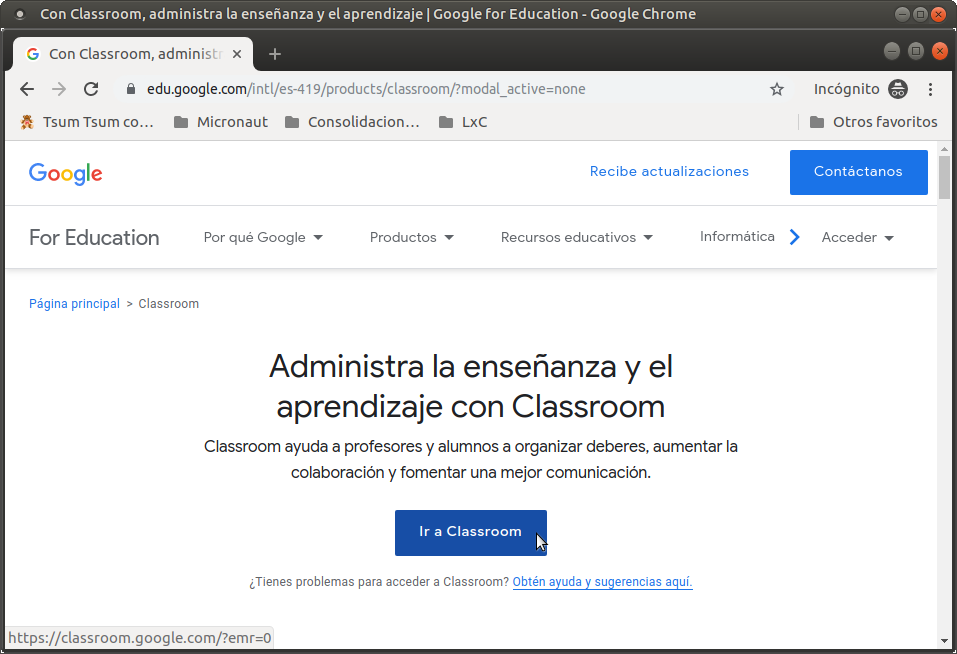 Con Classroom, administra la enseñanza y el aprendizaje | Google for Education - Google Chrome
Con Classroom, administr
edu.google.com/intl/es-419/products/classroom/?modal_active=none
Incógnito
Tsum Tsum co...
Micronaut
Consolidacion...
LxC
Otros favoritos
Google
Recibe actualizaciones
Contáctanos
For Education
Por qué Google
Productos
Recursos educativos
Informática
Acceder
Página principal > Classroom
Administra la enseñanza y el
aprendizaje con Classroom
Classroom ayuda a profesores y alumnos a organizar deberes, aumentar la
colaboración y fomentar una mejor comunicación.
Ir a Classroom
¿Tienes problemas para acceder a Classroom? Obtén ayuda y sugerencias aquí.
https://classroom.google.com/?emr=0